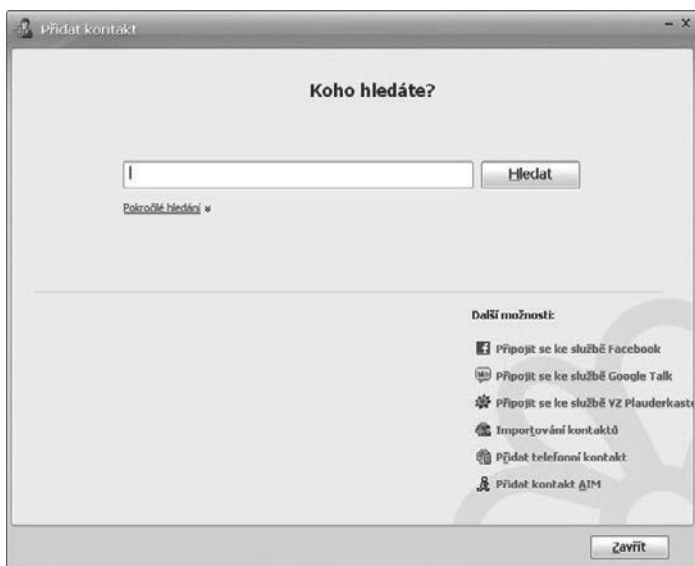 Přidat kontakt
Koho hledáte?
Hledat
Pokročilé hledání
Další možnosti:
Připojit se ke službě Facebook
Připojit se ke službě Google Talk
Připojit se ke službě VZ Plauderkaste
Importování kontaktů
Přidat telefonní kontakt
Přidat kontakt AIM
Zavřít